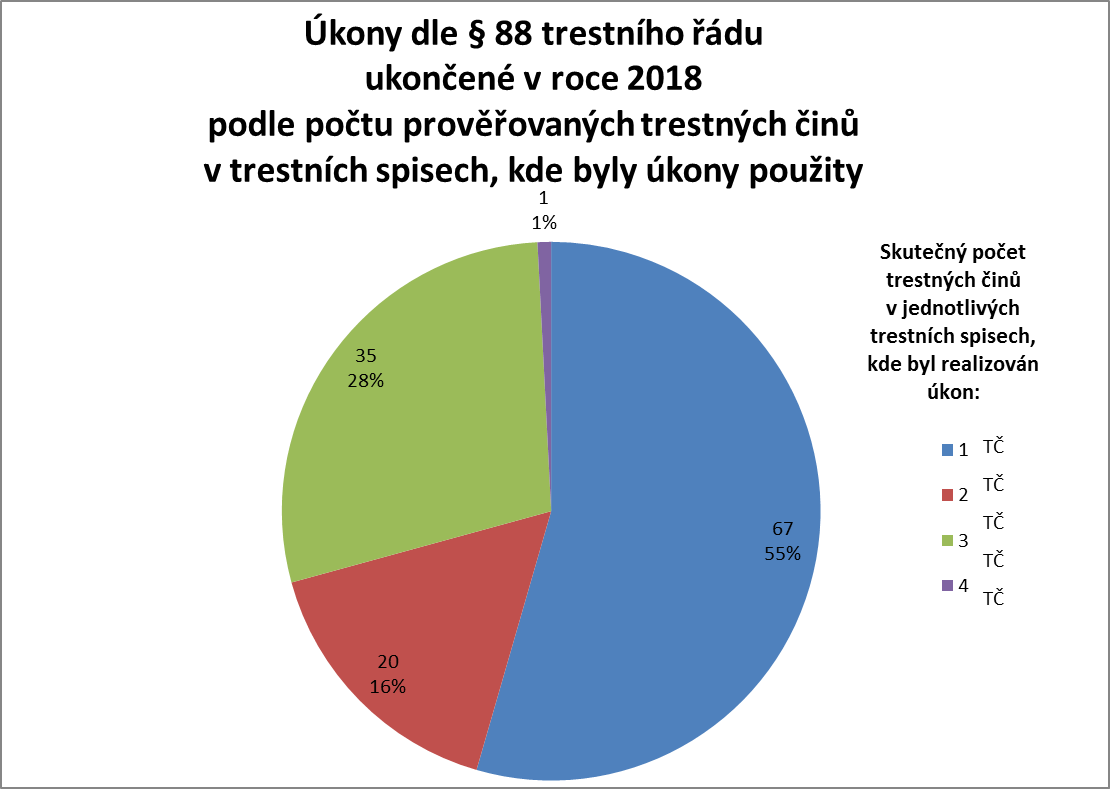 Úkony dle § 88 trestního řádu
ukončené v roce 2018
podle počtu prověřovaných trestných činů
v trestních spisech, kde byly úkony použity
1
1%
35
28%
67
55%
20
16%
Skutečný počet
trestných činů
v jednotlivých
trestních spisech,
kde byl realizován
úkon:
1 TČ
2 TČ
TČ
3 TČ
4 TČ